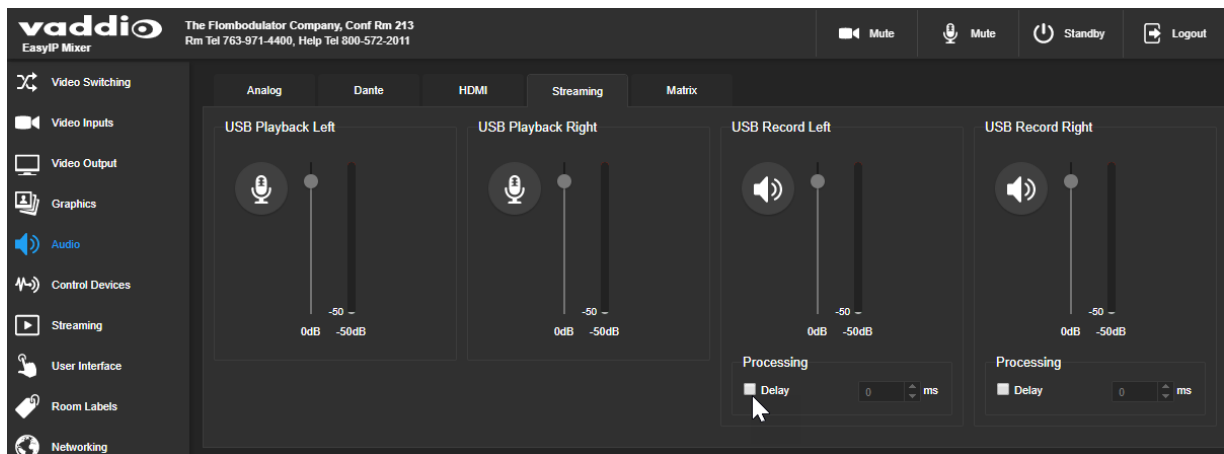 vaddio
EasyIP Mixer
The Flombodulator Company, Conf Rm 213
Rm Tel 763-971-4400, Help Tel 800-572-2011
Mute
Mute
Standby
Logout
Video Switching
Video Inputs
Video Output
Graphics
Audio
Control Devices
Streaming
User Interface
Room Labels
Networking
Analog Dante HDMI Streaming Matrix
USB Playback Left
-50
0dB -50dB
USB Playback Right
-50
0dB -50dB
USB Record Left
-50
0dB -50dB
Processing
Delay 0 ms
USB Record Right
-50
0dB -50dB
Processing
Delay 0 ms